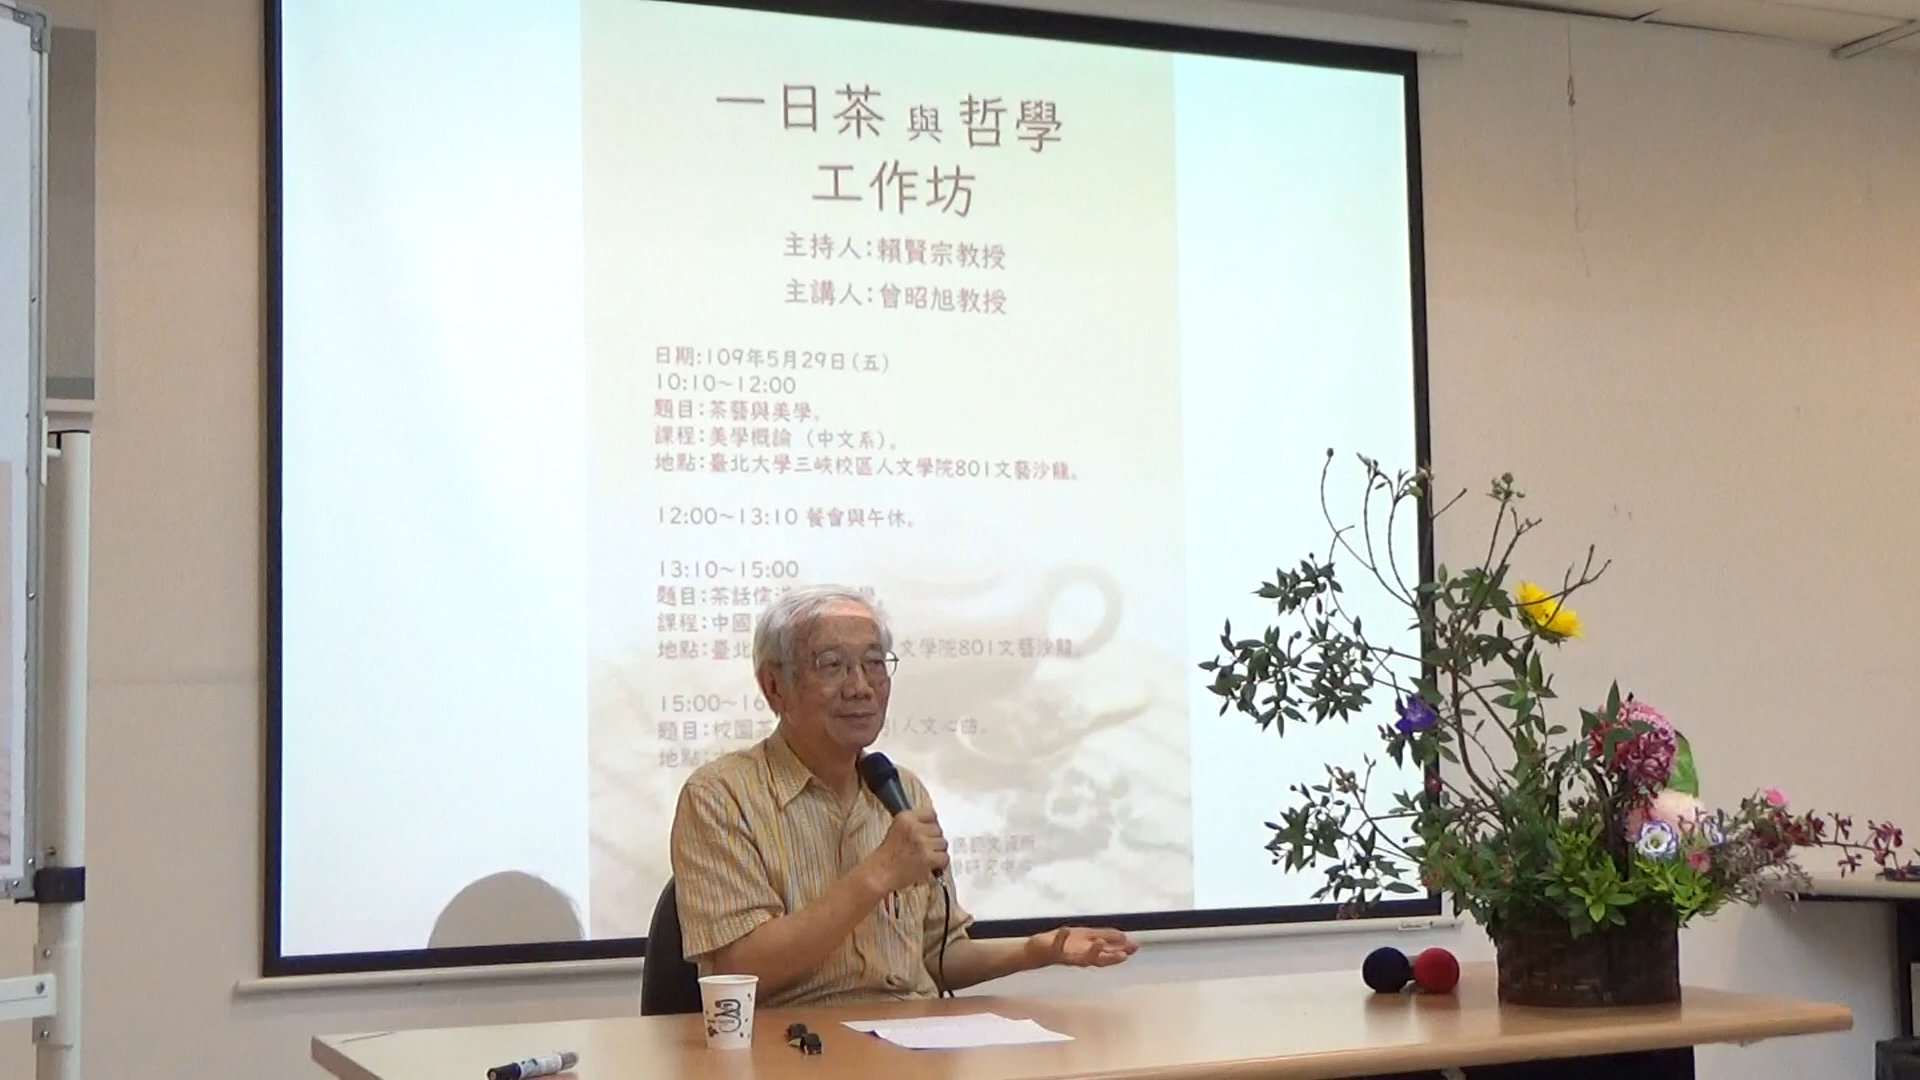 一日茶 與 哲學
工作坊
主持人:賴賢宗教授
主講人:曾昭旭教授
日期:109年5月29日(五)
10:10~12:00
題目:茶藝與美學。
課程:美學概論 (中文系)。
地點:臺北大學三峽校區人文學院801文藝沙龍。
12:00~13:10 餐會與午休。
13:10~15:00
題目:茶話儒 學。
課程:中國
地點:臺北 文學院801文藝沙龍。
15:00~16
題目:校園茶 引人文心曲。
地點: